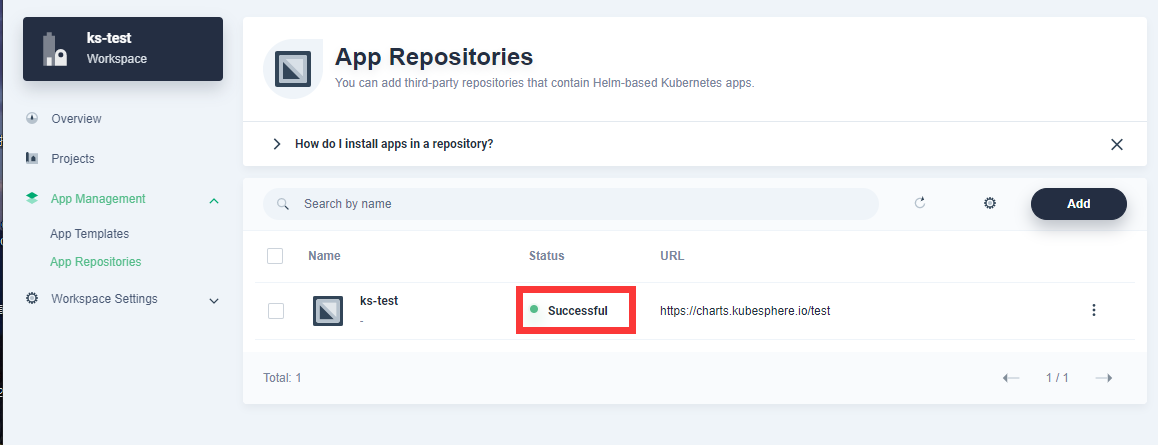 ks-test
Workspace
Overview
Projects
App Management
App Templates
App Repositories
Workspace Settings
App Repositories
You can add third-party repositories that contain Helm-based Kubernetes apps.
How do I install apps in a repository?
Search by name
Add
Name Status URL
ks-test
-
Successful
https://charts.kubesphere.io/test
Total: 1
1 / 1